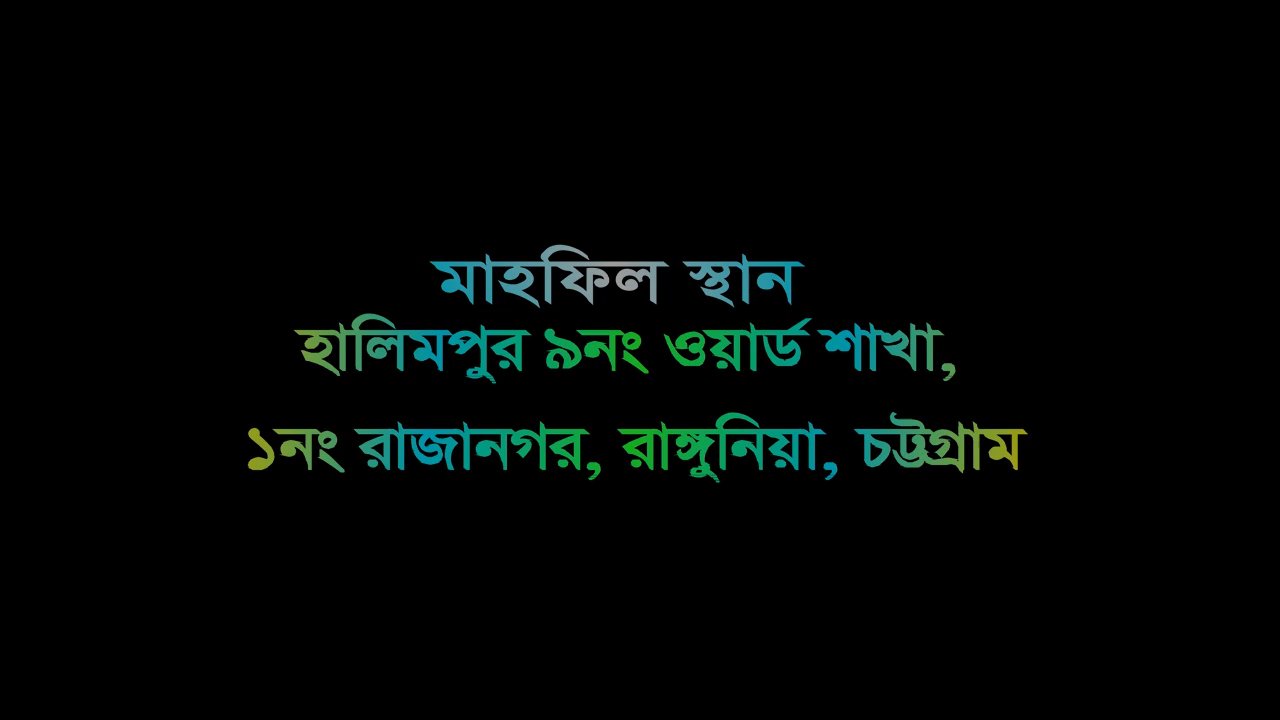 মাহফিল স্থান
হালিমপুর ৯নং ওয়ার্ড শাখা,
১নং রাজানগর, রাঙ্গুনিয়া, চট্টগ্রাম